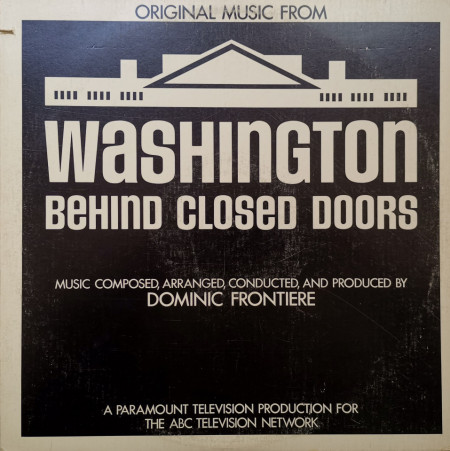 ORIGINAL MUSIC FROM
WASHINGTON
BEHIND CLOSED DOORS
MUSIC COMPOSED, ARRANGED, CONDUCTED, AND PRODUCED BY
DOMINIC FRONTIERE
A PARAMOUNT TELEVISION PRODUCTION FOR
THE ABC TELEVISION NETWORK